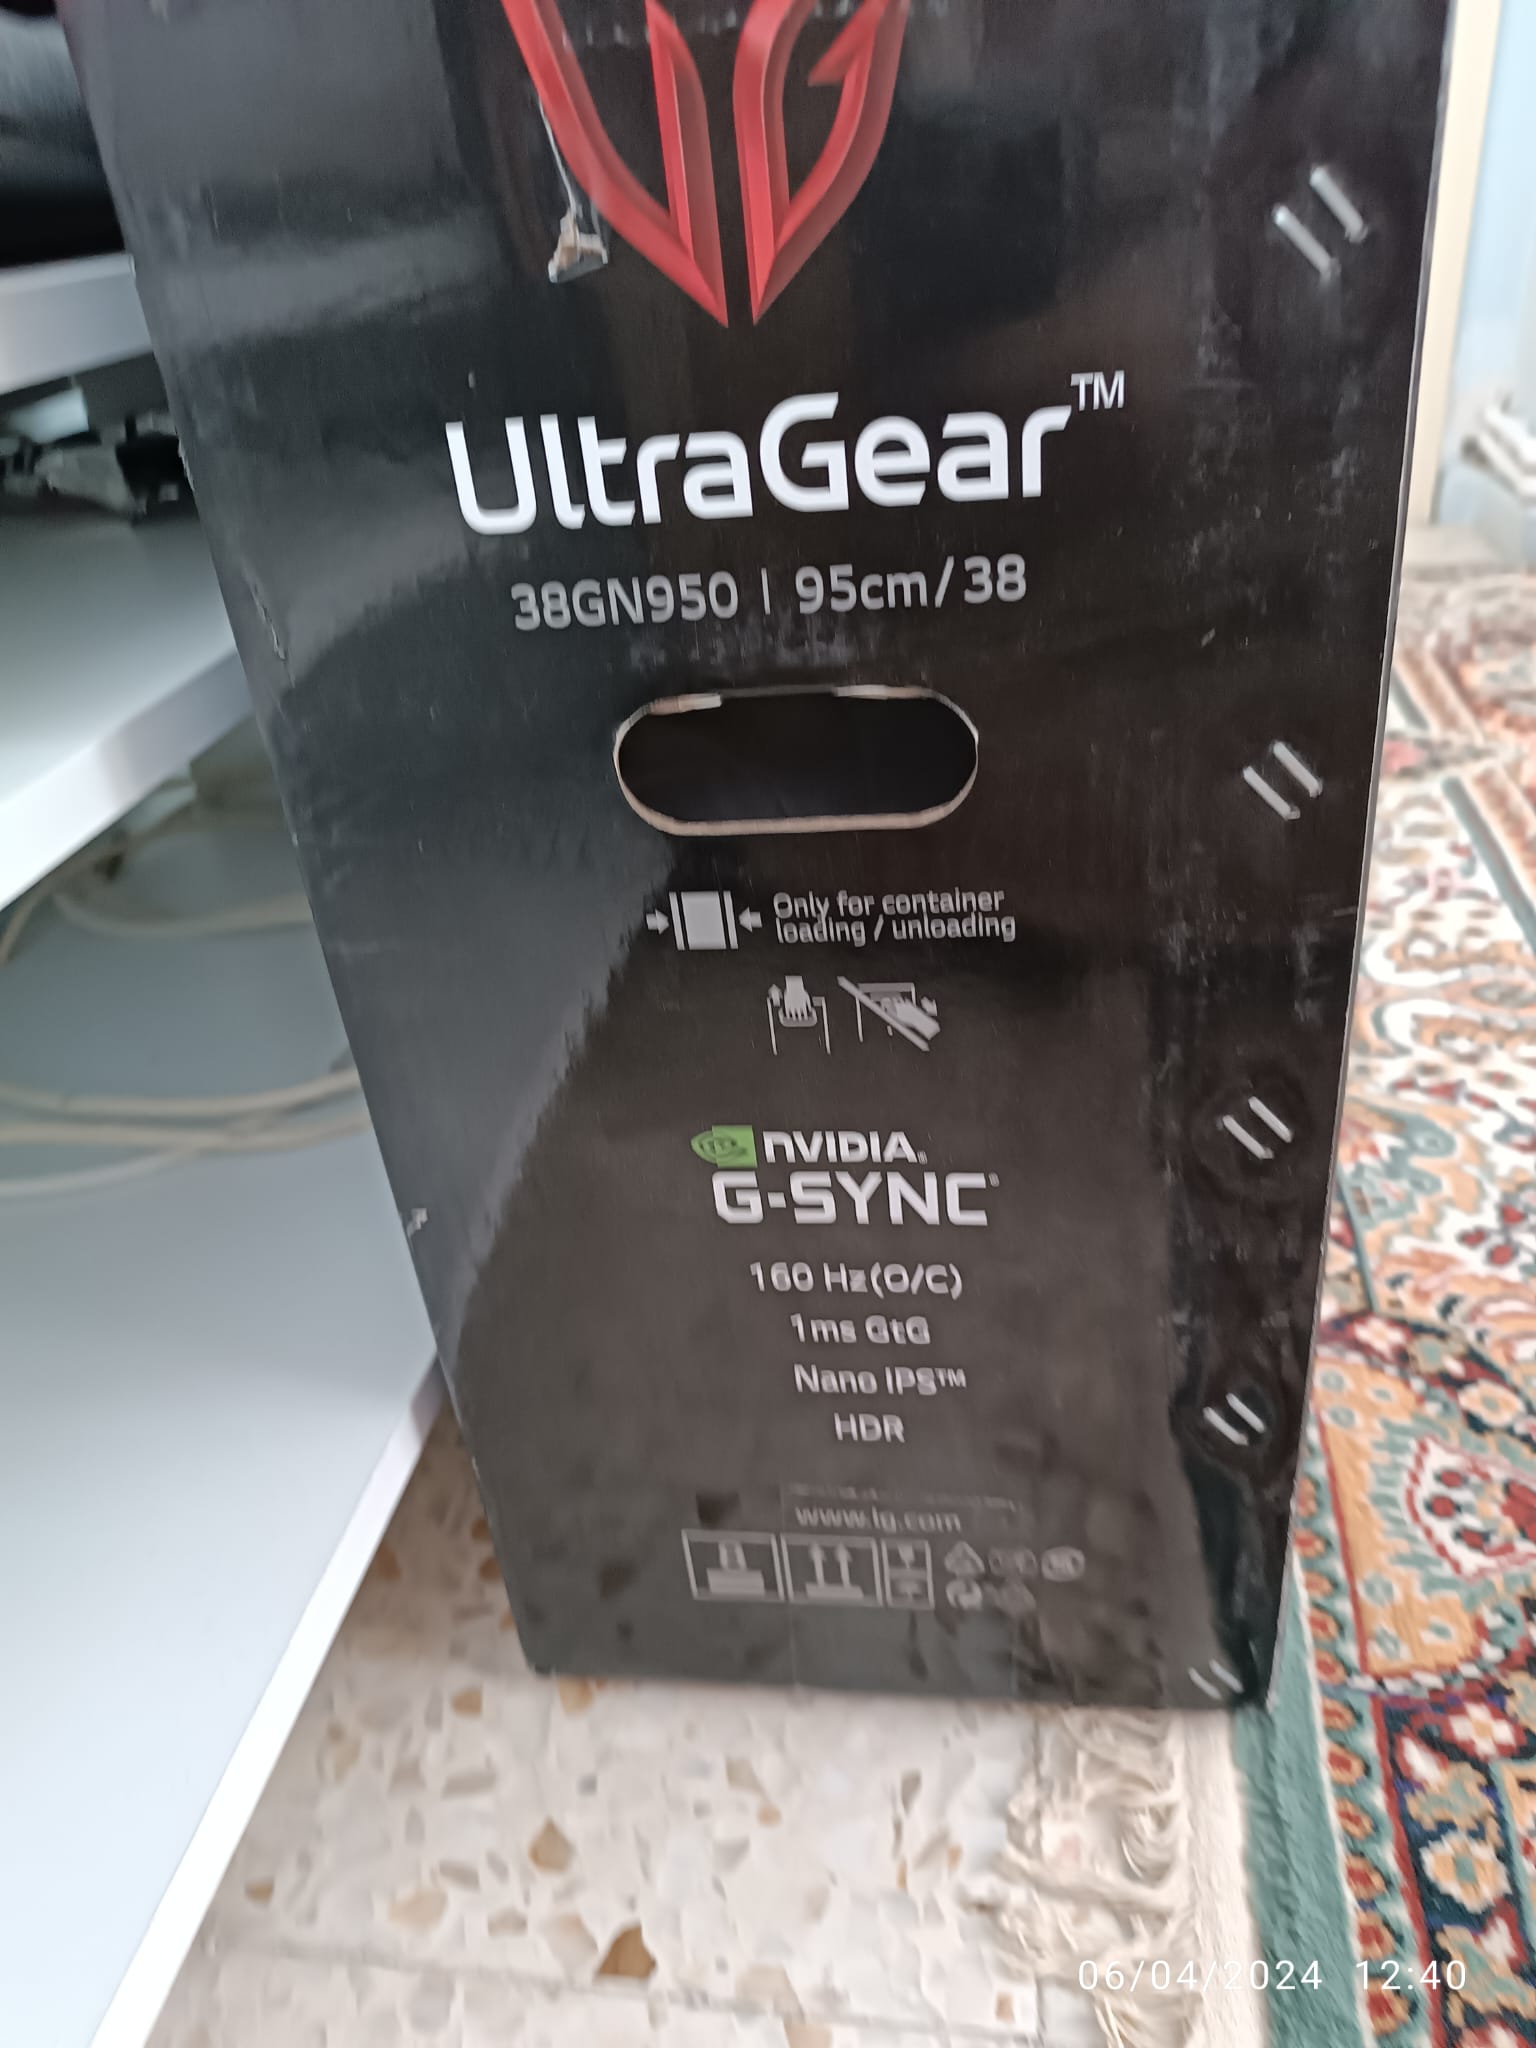 UltraGear™
38GN950 | 95cm/38
Only for container
loading / unloading
NVIDIA.
G-SYNC
160 Hz(O/C)
1ms GtG
Nano IPS™
HDR
www.lg.com
06/04/2024 12:40